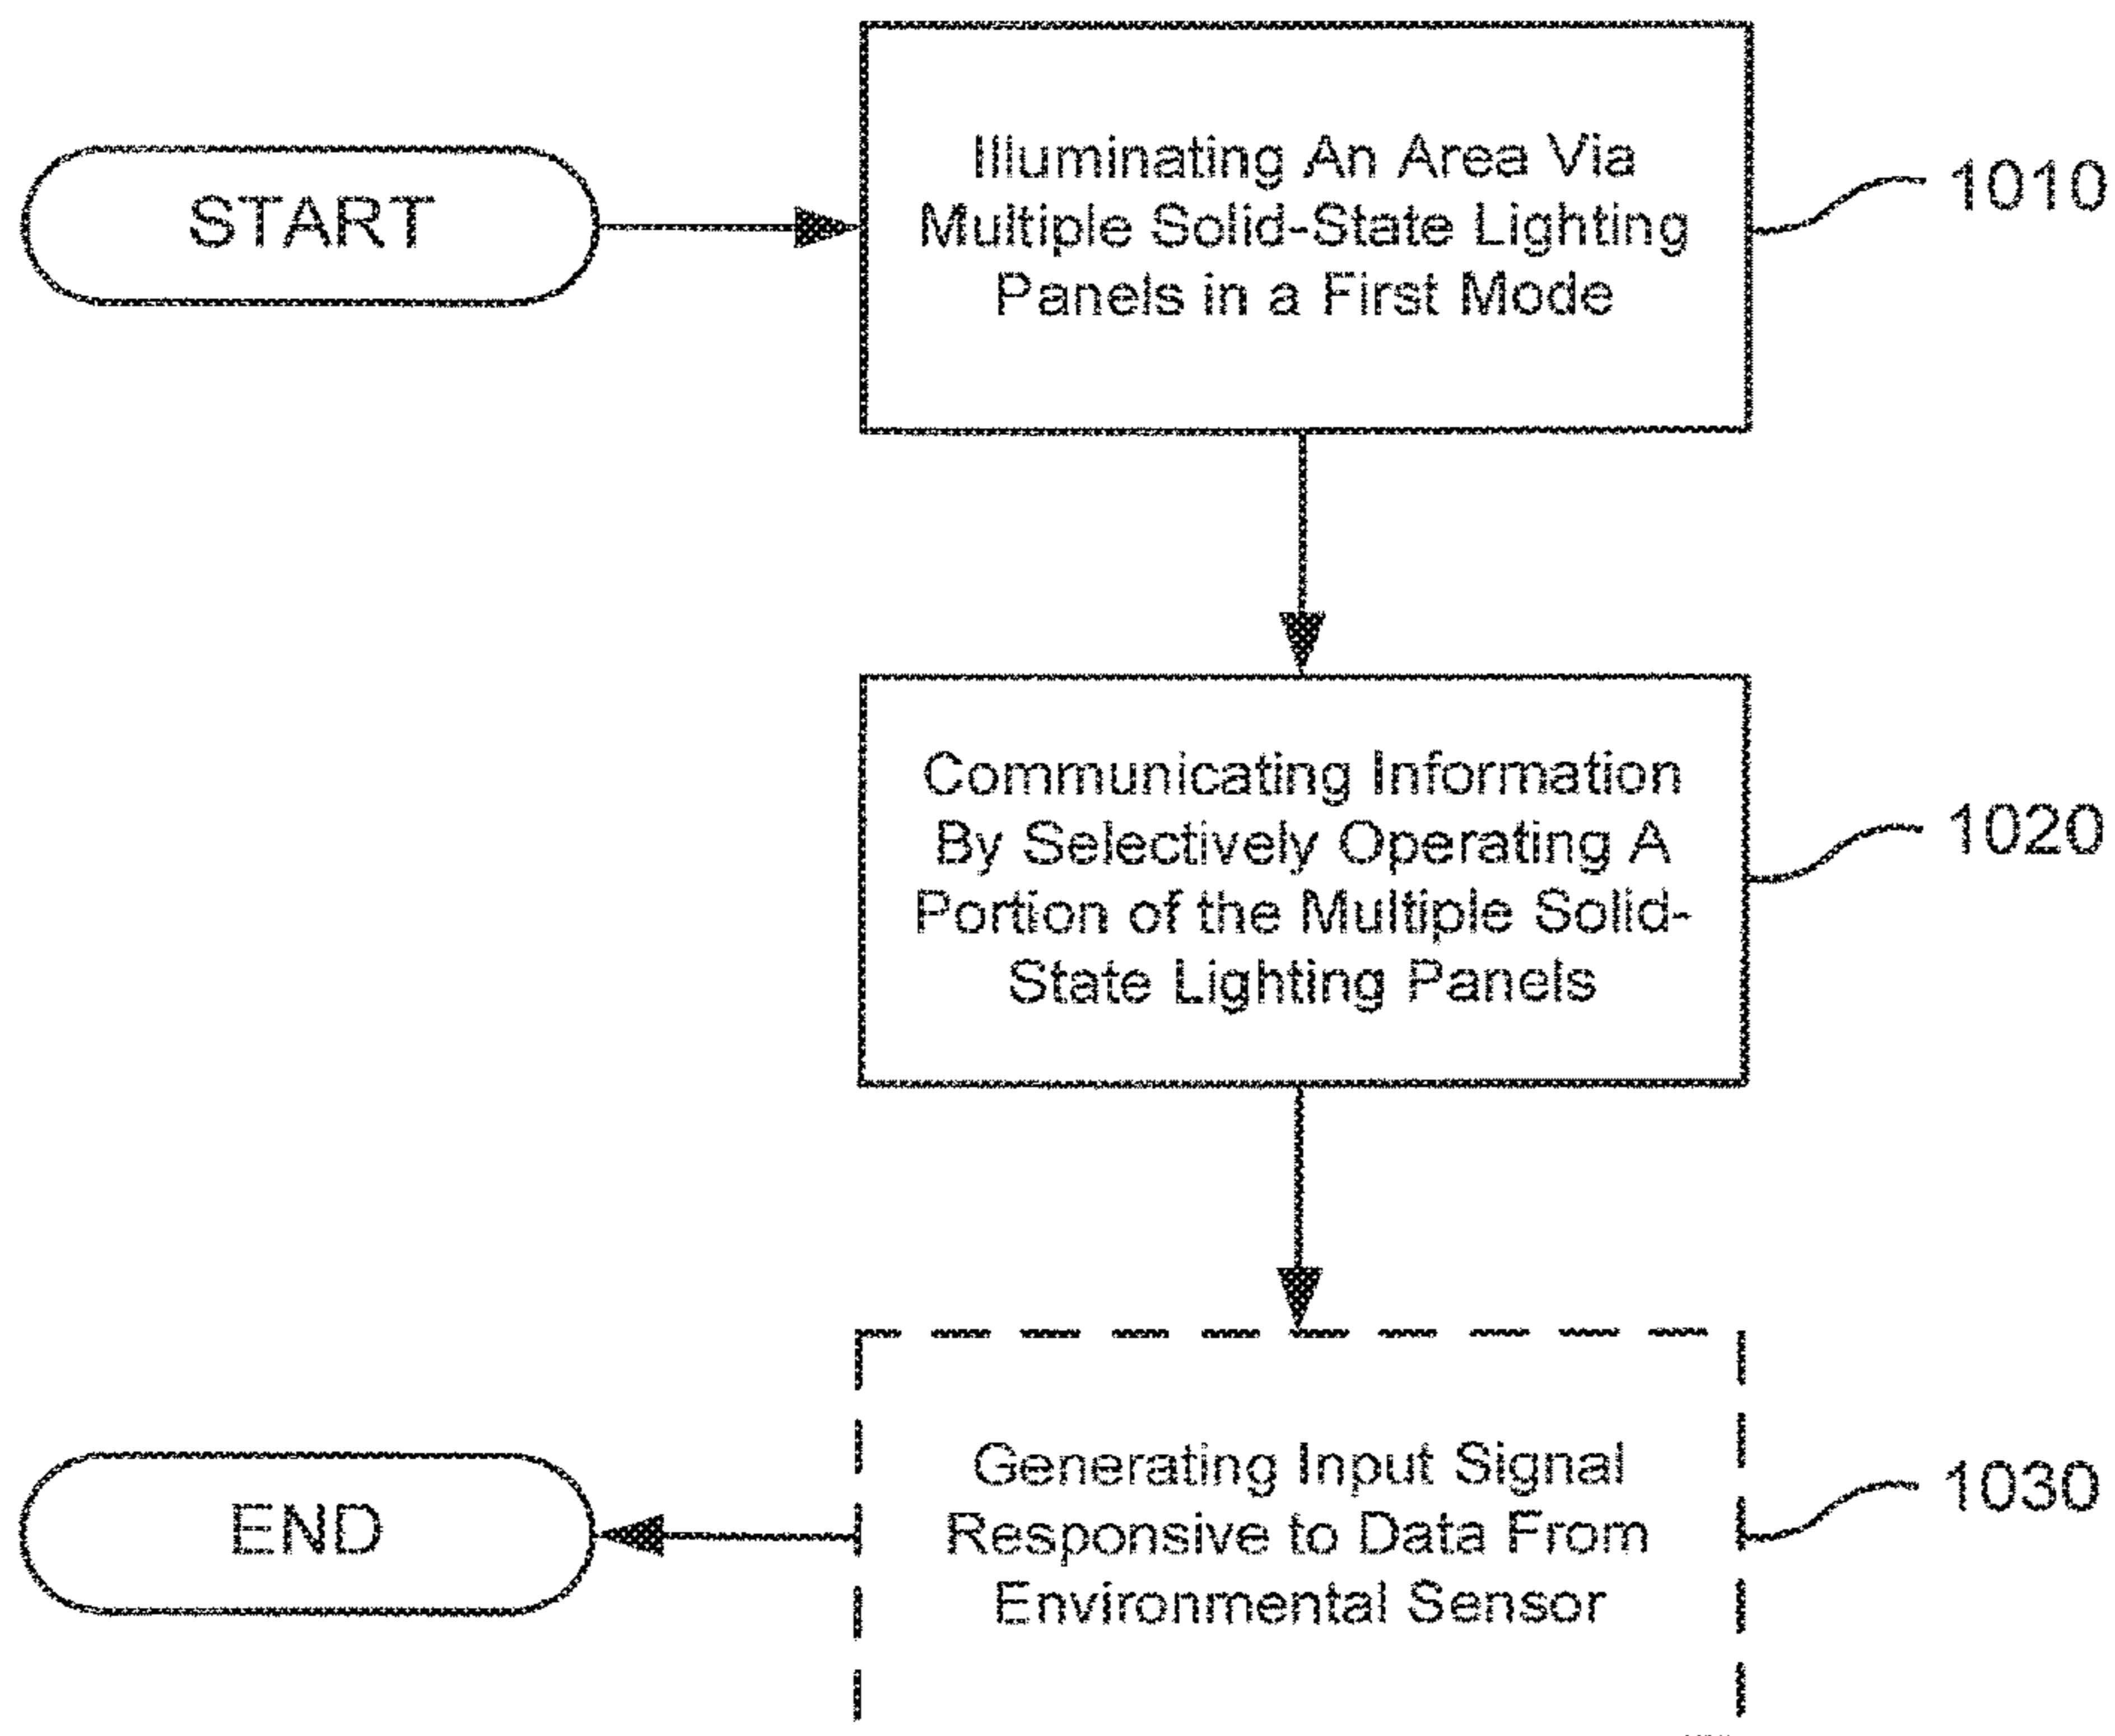 START
Illuminating An Area Via
Multiple Solid-State Lighting
Panels in a First Mode
1010
Communicating Information
By Selectively Operating A
Portion of the Multiple Solid-
State Lighting Panels
1020
Generating Input Signal
Responsive to Data From
Environmental Sensor
1030
END